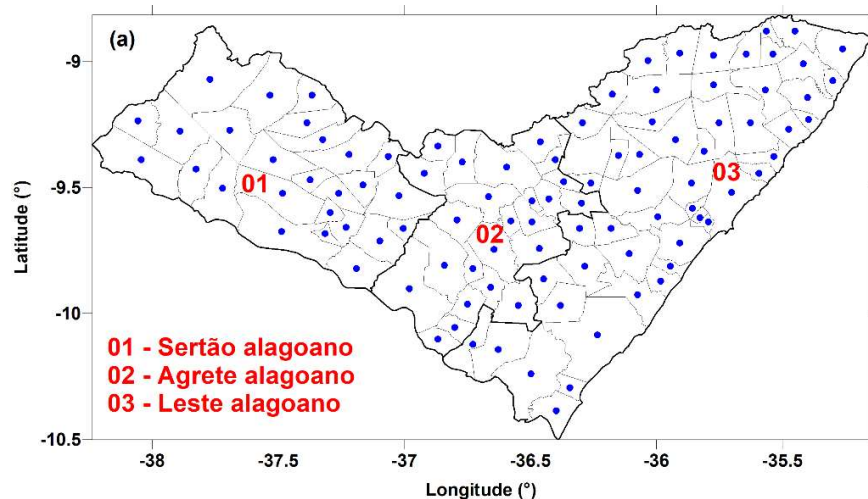 (a)
-9
-9.5
-10
-10.5
Latitude (°)
01
02
03
01 - Sertão alagoano
02 - Agrete alagoano
03 - Leste alagoano
-38
-37.5
-37
-36.5
-36
-35.5
Longitude (°)